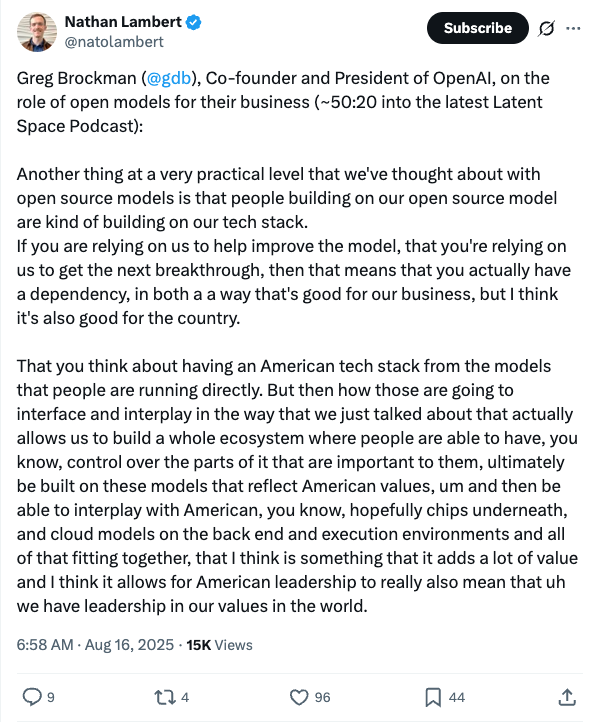 Nathan Lambert
@natolambert
Subscribe
Greg Brockman (@gdb), Co-founder and President of OpenAI, on the
role of open models for their business (~50:20 into the latest Latent
Space Podcast):
Another thing at a very practical level that we've thought about with
open source models is that people building on our open source model
are kind of building on our tech stack.
If you are relying on us to help improve the model, that you're relying on
us to get the next breakthrough, then that means that you actually have
a dependency, in both a a way that's good for our business, but I think
it's also good for the country.
That you think about having an American tech stack from the models
that people are running directly. But then how those are going to
interface and interplay in the way that we just talked about that actually
allows us to build a whole ecosystem where people are able to have, you
know, control over the parts of it that are important to them, ultimately
be built on these models that reflect American values, um and then be
able to interplay with American, you know, hopefully chips underneath,
and cloud models on the back end and execution environments and all
of that fitting together, that I think is something that it adds a lot of value
and I think it allows for American leadership to really also mean that uh
we have leadership in our values in the world.
6:58 AM · Aug 16, 2025 · 15K Views
9 4 96 44